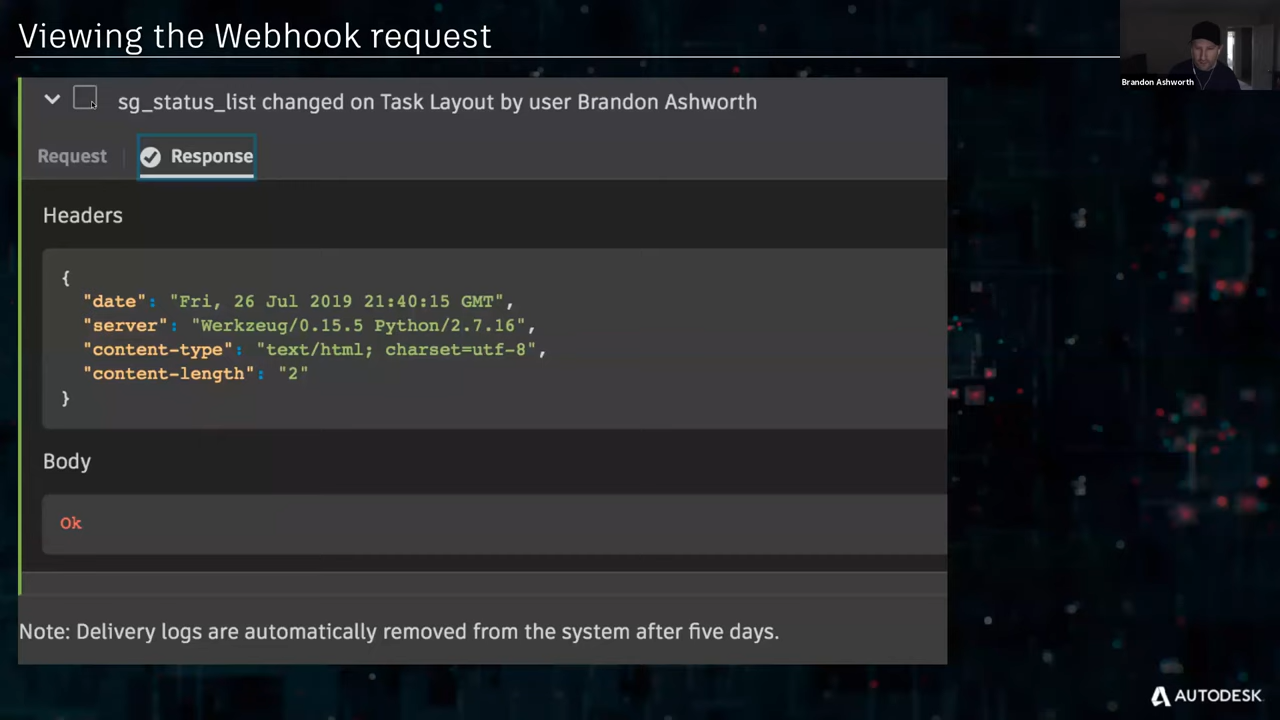 Viewing the Webhook request
Brandon Ashworth
sg_status_list changed on Task Layout by user Brandon Ashworth
Request
Response
Headers
{
"date": "Fri, 26 Jul 2019 21:40:15 GMT",
"server": "Werkzeug/0.15.5 Python/2.7.16",
"content-type": "text/html; charset=utf-8",
"content-length": "2"
}
Body
Ok
Note: Delivery logs are automatically removed from the system after five days.
AUTODESK